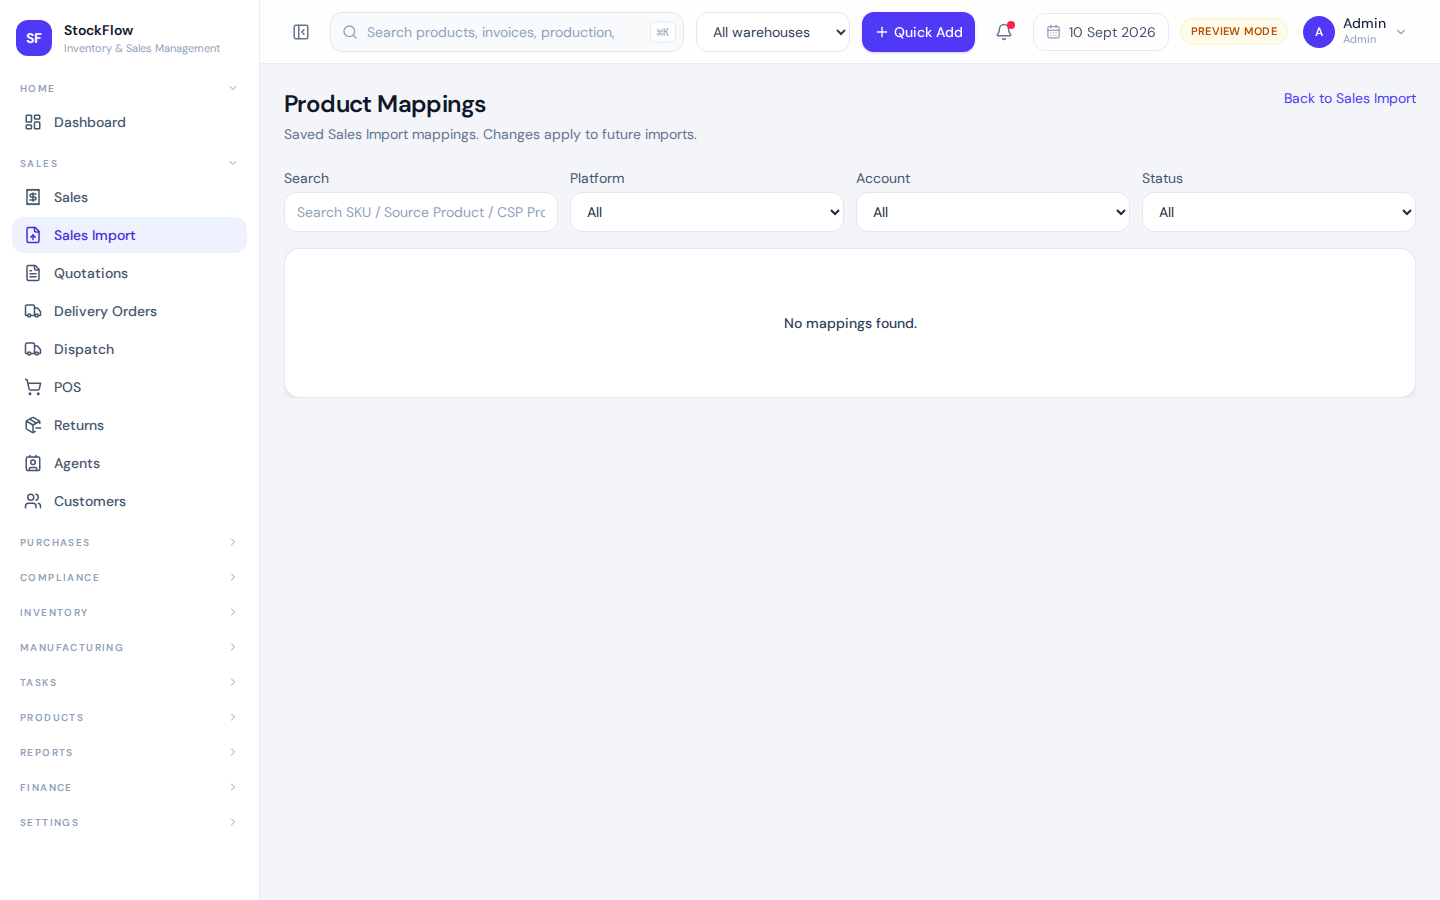 SF
StockFlow
Inventory & Sales Management
HOME
Dashboard
SALES
Sales
Sales Import
Quotations
Delivery Orders
Dispatch
POS
Returns
Agents
Customers
PURCHASES
COMPLIANCE
INVENTORY
MANUFACTURING
TASKS
PRODUCTS
REPORTS
FINANCE
SETTINGS
Search products, invoices, production,
⌘K
All warehouses
+ Quick Add
10 Sept 2026
PREVIEW MODE
A
Admin
Admin
Product Mappings
Back to Sales Import
Saved Sales Import mappings. Changes apply to future imports.
Search
Platform
Account
Status
Search SKU / Source Product / CSP Pro
All
All
All
No mappings found.